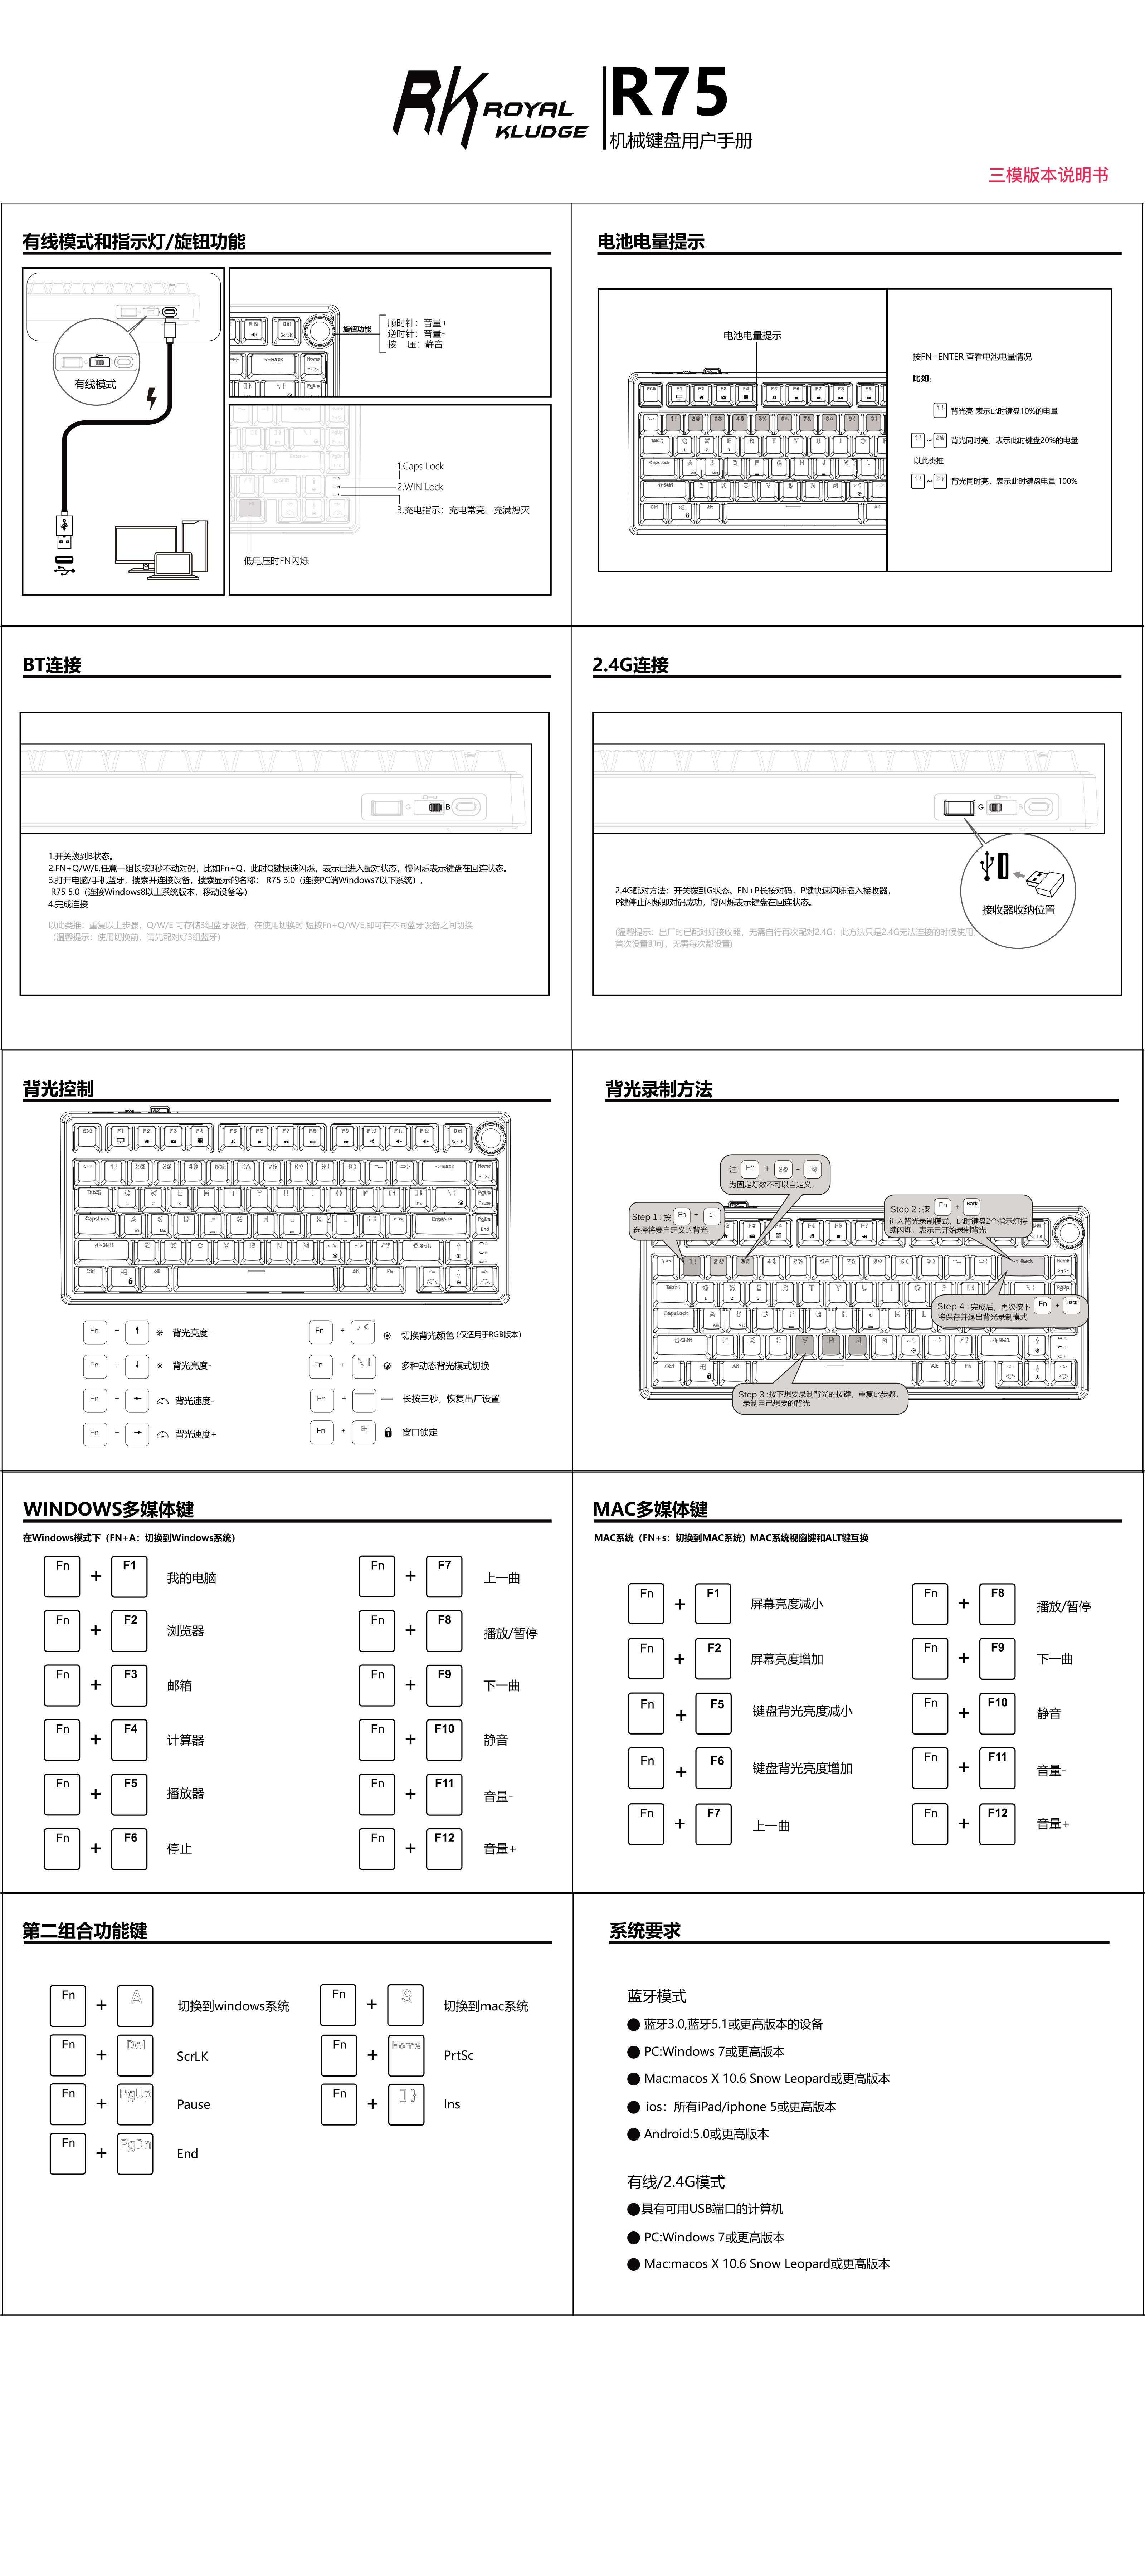 RK ROYAL KLUDGE
R75
机械键盘用户手册
三模版本说明书
有线模式和指示灯/旋钮功能
有线模式
旋钮功能
顺时针：音量+
逆时针：音量-
按 压：静音
1.Caps Lock
2.WIN Lock
3.充电指示：充电常亮、充满熄灭
低电压时FN闪烁
电池电量提示
电池电量提示
按FN+ENTER 查看电池电量情况
比如:
背光亮 表示此时键盘10%的电量
背光同时亮，表示此时键盘20%的电量
以此类推
背光同时亮，表示此时键盘电量 100%
BT连接
G B
1.开关拨到B状态。
2.FN+Q/W/E.任意一组长按3秒不动对码，比如Fn+Q，此时Q键快速闪烁，表示已进入配对状态，慢闪烁表示键盘在回连状态。
3.打开电脑/手机蓝牙，搜索并连接设备，搜索显示的名称： R75 3.0（连接PC端Windows7以下系统），
R75 5.0（连接Windows8以上系统版本，移动设备等）
4.完成连接
以此类推：重复以上步骤，Q/W/E 可存储3组蓝牙设备，在使用切换时 短按Fn+Q/W/E,即可在不同蓝牙设备之间切换
（温馨提示：使用切换前，请先配对好3组蓝牙）
2.4G连接
G B
2.4G配对方法：开关拨到G状态。FN+P长按对码，P键快速闪烁插入接收器，
P键停止闪烁即对码成功，慢闪烁表示键盘在回连状态。
接收器收纳位置
(温馨提示：出厂时已配对好接收器，无需自行再次配对2.4G；此方法只是2.4G无法连接的时候使用，
首次设置即可，无需每次都设置)
背光控制
Fn + 背光亮度+
Fn + 背光亮度-
Fn + 背光速度-
Fn + 背光速度+
Fn + 切换背光颜色 (仅适用于RGB版本)
Fn + \ | 多种动态背光模式切换
Fn + 长按三秒，恢复出厂设置
Fn + 窗口锁定
背光录制方法
注 Fn + 2@ ~ 3#
为固定灯效不可以自定义，
Step 1 : 按 Fn + 1!
选择将要自定义的背光
Step 2 : 按 Fn + Back
进入背光录制模式，此时键盘2个指示灯持
续闪烁，表示已开始录制背光
Step 4 : 完成后，再次按下 Fn + Back
将保存并退出背光录制模式
Step 3 : 按下想要录制背光的按键，重复此步骤，
录制自己想要的背光
WINDOWS多媒体键
在Windows模式下（FN+A：切换到Windows系统）
Fn + F1 我的电脑
Fn + F2 浏览器
Fn + F3 邮箱
Fn + F4 计算器
Fn + F5 播放器
Fn + F6 停止
Fn + F7 上一曲
Fn + F8 播放/暂停
Fn + F9 下一曲
Fn + F10 静音
Fn + F11 音量-
Fn + F12 音量+
MAC多媒体键
MAC系统（FN+s：切换到MAC系统）MAC系统视窗键和ALT键互换
Fn + F1 屏幕亮度减小
Fn + F2 屏幕亮度增加
Fn + F5 键盘背光亮度减小
Fn + F6 键盘背光亮度增加
Fn + F7 上一曲
Fn + F8 播放/暂停
Fn + F9 下一曲
Fn + F10 静音
Fn + F11 音量-
Fn + F12 音量+
第二组合功能键
Fn + A 切换到windows系统
Fn + Del ScrLK
Fn + PgUp Pause
Fn + PgDn End
Fn + S 切换到mac系统
Fn + Home PrtSc
Fn + ] } Ins
系统要求
蓝牙模式
● 蓝牙3.0,蓝牙5.1或更高版本的设备
● PC:Windows 7或更高版本
● Mac:macos X 10.6 Snow Leopard或更高版本
● ios：所有iPad/iphone 5或更高版本
● Android:5.0或更高版本
有线/2.4G模式
●具有可用USB端口的计算机
● PC:Windows 7或更高版本
● Mac:macos X 10.6 Snow Leopard或更高版本